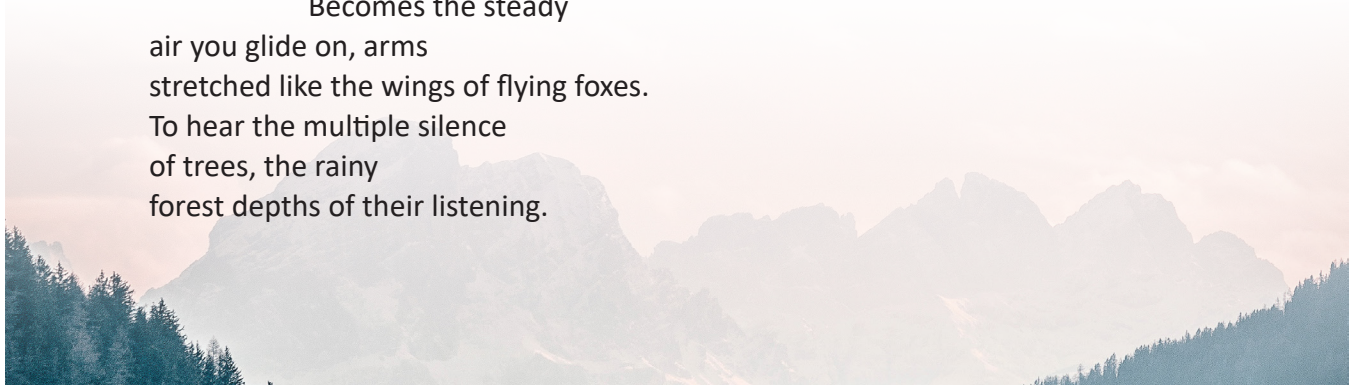 Becomes the steady
air you glide on, arms
stretched like the wings of flying foxes.
To hear the multiple silence
of trees, the rainy
forest depths of their listening.